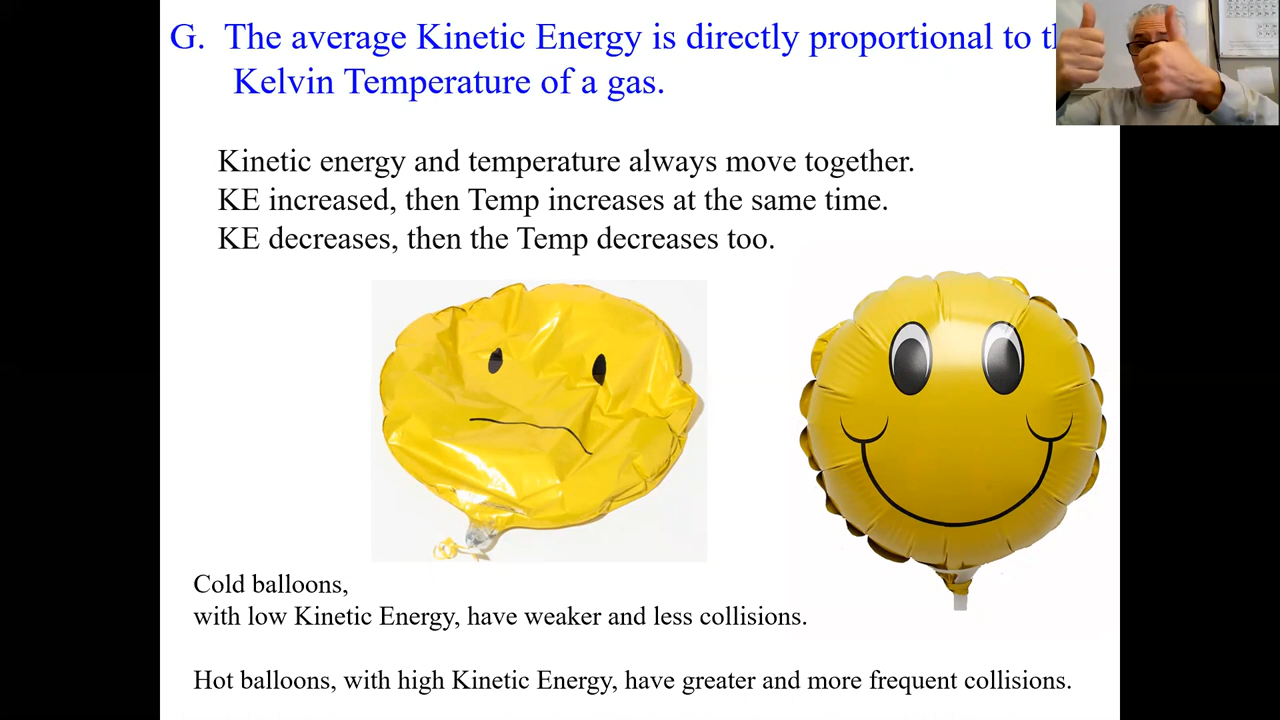 G. The average Kinetic Energy is directly proportional to
Kelvin Temperature of a gas.
Kinetic energy and temperature always move together.
KE increased, then Temp increases at the same time.
KE decreases, then the Temp decreases too.
Cold balloons,
with low Kinetic Energy, have weaker and less collisions.
Hot balloons, with high Kinetic Energy, have greater and more frequent collisions.